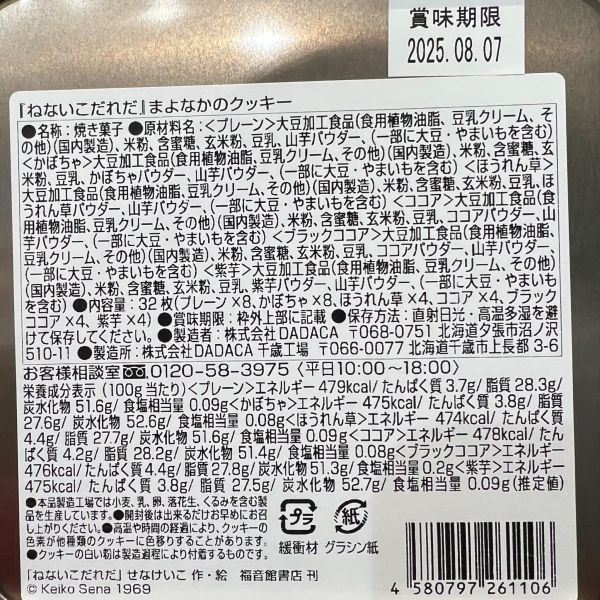 賞味期限
2025.08.07
『ねないこだれだ』まよなかのクッキー
●名称:焼き菓子 ●原材料名:<プレーン>大豆加工食品(食用植物油脂、豆乳クリーム、そ
の他)(国内製造)、米粉、含蜜糖、玄米粉、豆乳、山芋パウダー、(一部に大豆・やまいもを含む)
<かぼちゃ>大豆加工食品(食用植物油脂、豆乳クリーム、その他)(国内製造)、米粉、含蜜糖、玄米
粉、豆乳、かぼちゃパウダー、山芋パウダー、(一部に大豆・やまいもを含む)<ほうれん草>
大豆加工食品(食用植物油脂、豆乳クリーム、その他)(国内製造)、米粉、含蜜糖、玄米粉、豆乳、ほ
うれん草パウダー、山芋パウダー、(一部に大豆・やまいもを含む)<ココア>大豆加工食品(食
用植物油脂、豆乳クリーム、その他)(国内製造)、米粉、含蜜糖、玄米粉、豆乳、ココアパウダー、山
芋パウダー、(一部に大豆・やまいもを含む)<ブラックココア>大豆加工食品(食用植物油脂、
豆乳クリーム、その他)(国内製造)、米粉、含蜜糖、玄米粉、豆乳、ココアパウダー、山芋パウダー、
(一部に大豆・やまいもを含む)<紫芋>大豆加工食品(食用植物油脂、豆乳クリーム、その他)
(国内製造)、米粉、含蜜糖、玄米粉、豆乳、紫芋パウダー、山芋パウダー、(一部に大豆・やまいも
を含む) ●内容量:32枚(プレーン×8、かぼちゃ×8、ほうれん草×4、ココア×4、ブラック
ココア×4、紫芋×4) ●賞味期限:枠外上部に記載 ●保存方法:直射日光・高温多湿を避
けて保存してください。 ●製造者:株式会社DADACA 〒068-0751 北海道夕張市沼ノ沢
510-11 ■製造所:株式会社DADACA 千歳工場 〒066-0077 北海道千歳市上長都3-6
お客様相談室 0120-58-3975〈平日10:00~18:00〉
栄養成分表示(100g当たり)<プレーン>エネルギー 479kcal/たんぱく質 3.7g/脂質 28.3g/
炭水化物 51.6g/食塩相当量 0.09g<かぼちゃ>エネルギー 475kcal/たんぱく質 3.8g/脂質
27.6g/炭水化物 52.6g/食塩相当量 0.08g<ほうれん草>エネルギー 474kcal/たんぱく質
4.4g/脂質 27.7g/炭水化物 51.6g/食塩相当量 0.09g<ココア>エネルギー 478kcal/たんぱ
く質 4.2g/脂質 28.2g/炭水化物 51.4g/食塩相当量 0.08g<ブラックココア>エネルギー
476kcal/たんぱく質 4.4g/脂質 27.8g/炭水化物 51.3g/食塩相当量 0.2g<紫芋>エネルギー
475kcal/たんぱく質 3.8g/脂質 27.5g/炭水化物 52.7g/食塩相当量 0.09g(推定値)
●本品製造工場では小麦、乳、卵、落花生、くるみを含む製
品を生産しています。●開封後は出来るだけお早めにお召
し上がりください。●高温や時間の経過により、クッキー
の色素が他種類のクッキーに色移りすることがあります。
●クッキーの白い粉は製造過程により付着するものです。
プラ
紙
緩衝材 グラシン紙
「ねないこだれだ」せなけいこ 作・絵 福音館書店 刊
© Keiko Sena 1969
4 580797 261106